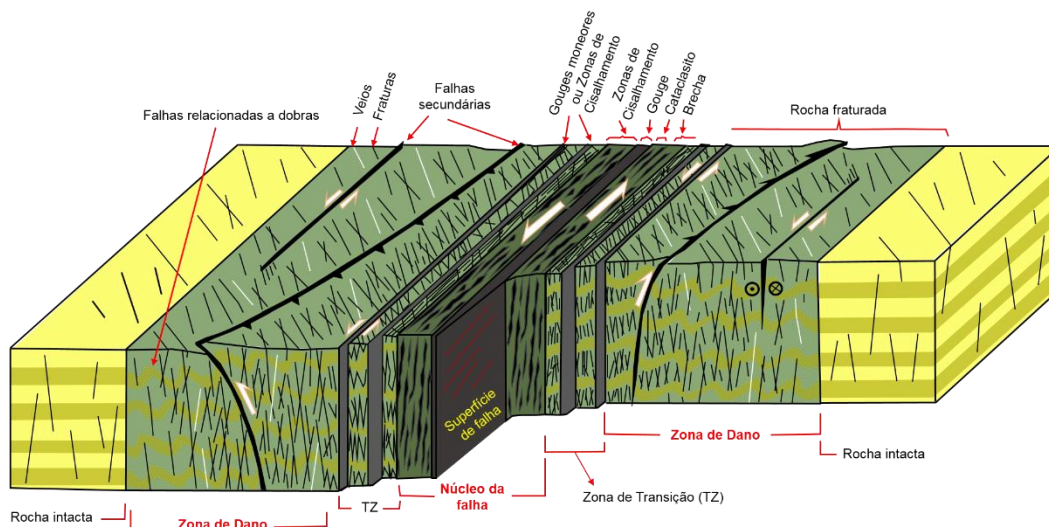 Falhas relacionadas a dobras
Veios
Fraturas
Falhas
secundárias
Gouges moneores
ou Zonas de
Cisalhamento
Zonas de
Cisalhamento
Gouge
Cataclasito
Brecha
Rocha fraturada
Superfície
de falha
Rocha intacta
Zona de Dano
TZ
Núcleo da
falha
Zona de Transição (TZ)
Zona de Dano
Rocha intacta